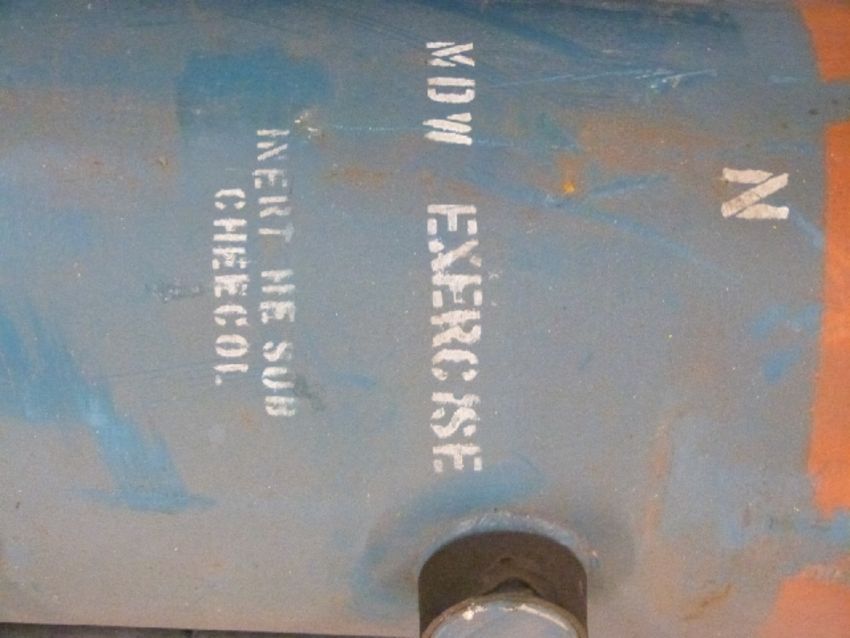 N
MDW EXERCISE
INERT HE SUB
CHEECOL